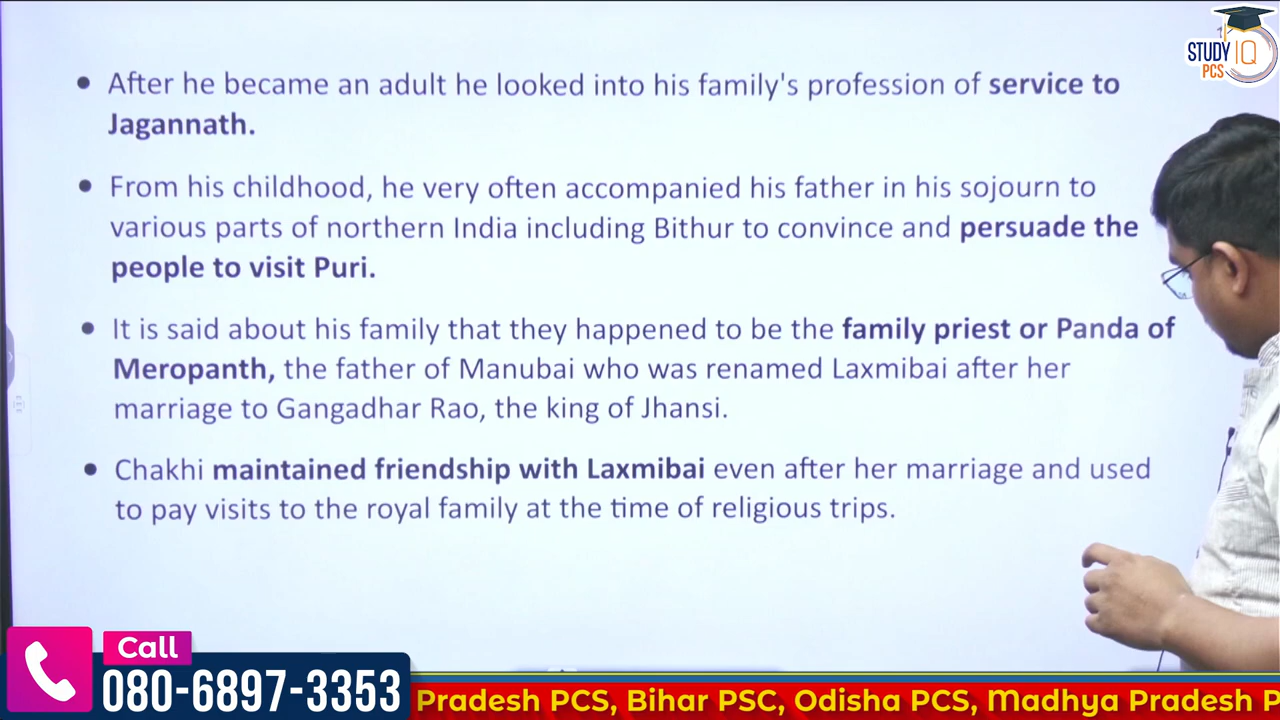 STUDY IQ
PCS
• After he became an adult he looked into his family's profession of service to
Jagannath.
• From his childhood, he very often accompanied his father in his sojourn to
various parts of northern India including Bithur to convince and persuade the
people to visit Puri.
• It is said about his family that they happened to be the family priest or Panda of
Meropanth, the father of Manubai who was renamed Laxmibai after her
marriage to Gangadhar Rao, the king of Jhansi.
• Chakhi maintained friendship with Laxmibai even after her marriage and used
to pay visits to the royal family at the time of religious trips.
Call
080-6897-3353
Pradesh PCS, Bihar PSC, Odisha PCS, Madhya Pradesh P